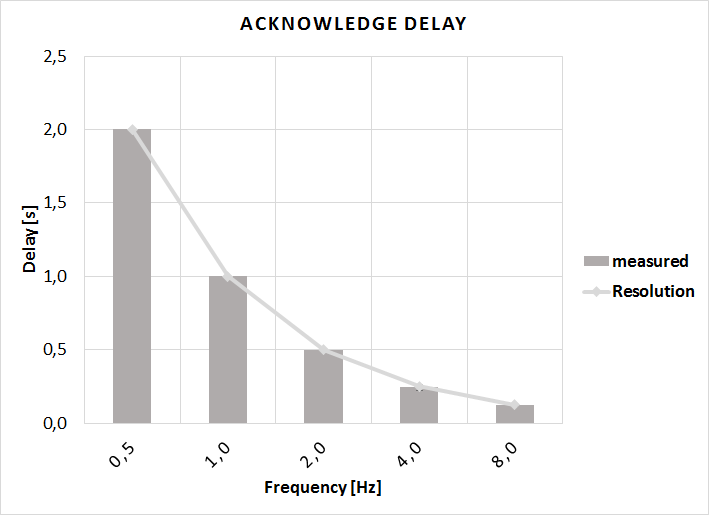 ACKNOWLEDGE DELAY
2,5
2,0
1,5
1,0
0,5
0,0
Delay [s]
0,5
1,0
2,0
4,0
8,0
Frequency [Hz]
measured
Resolution